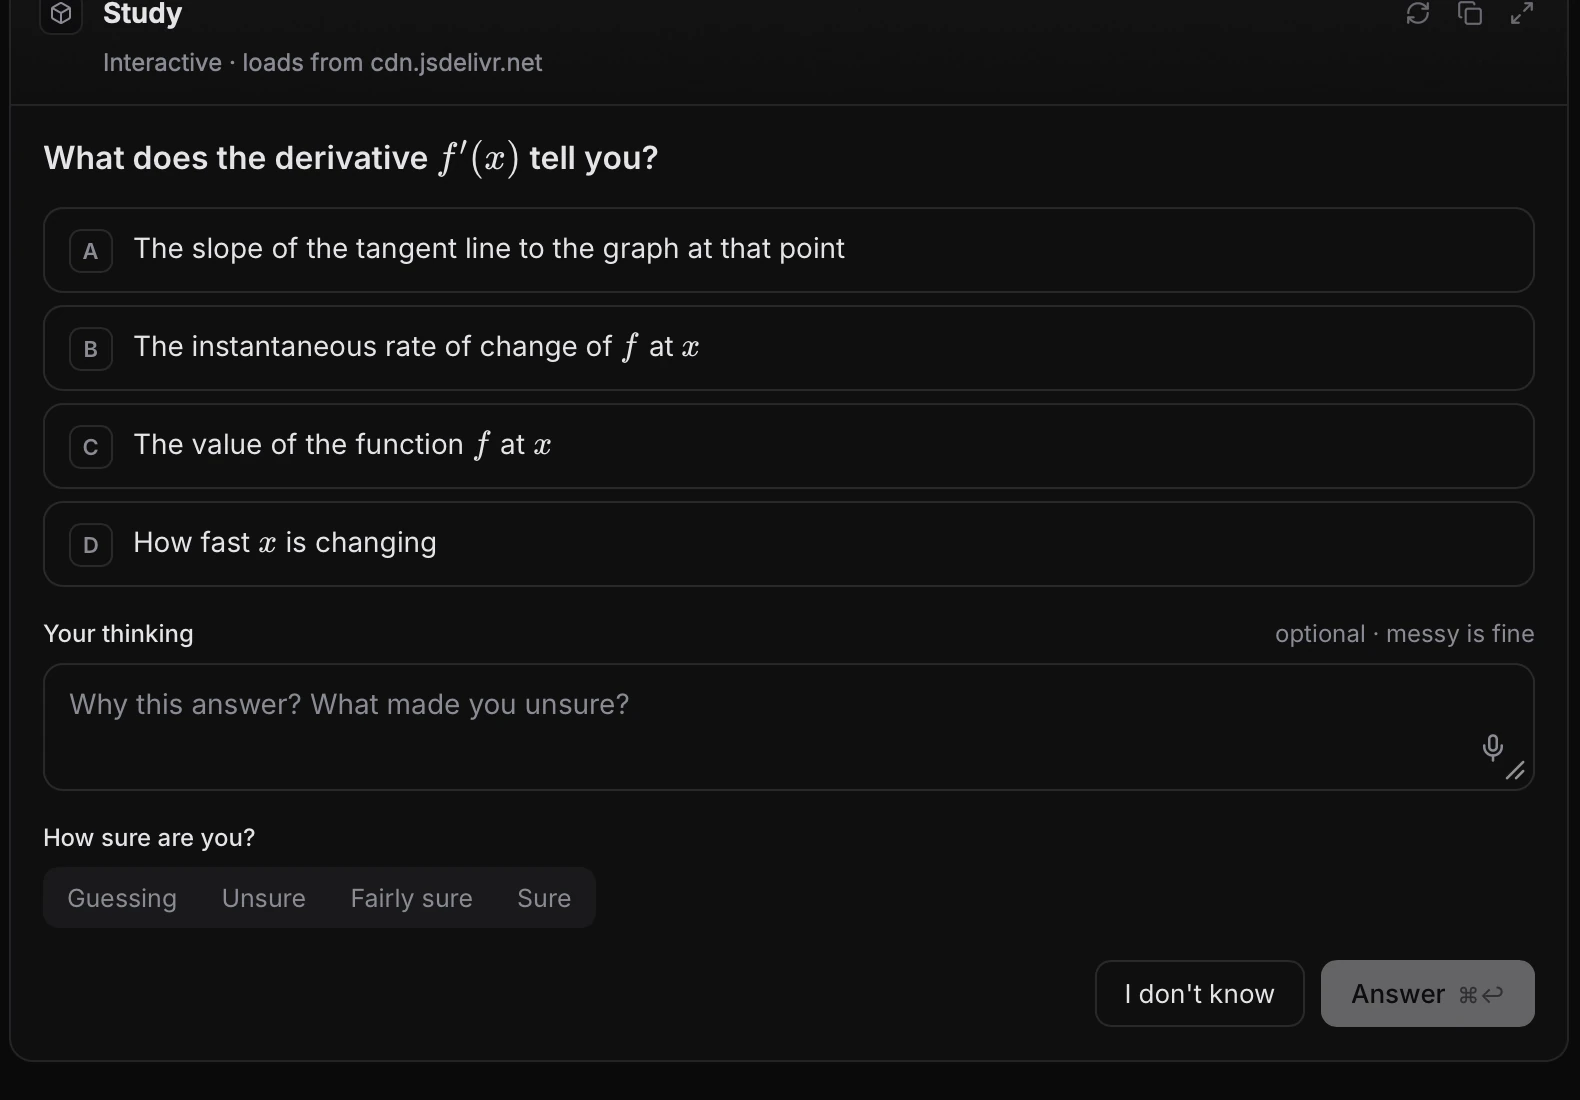 Study
Interactive · loads from cdn.jsdelivr.net
What does the derivative f′(x) tell you?
A The slope of the tangent line to the graph at that point
B The instantaneous rate of change of f at x
C The value of the function f at x
D How fast x is changing
Your thinking optional · messy is fine
Why this answer? What made you unsure?
How sure are you?
Guessing Unsure Fairly sure Sure
I don't know Answer ⌘↩